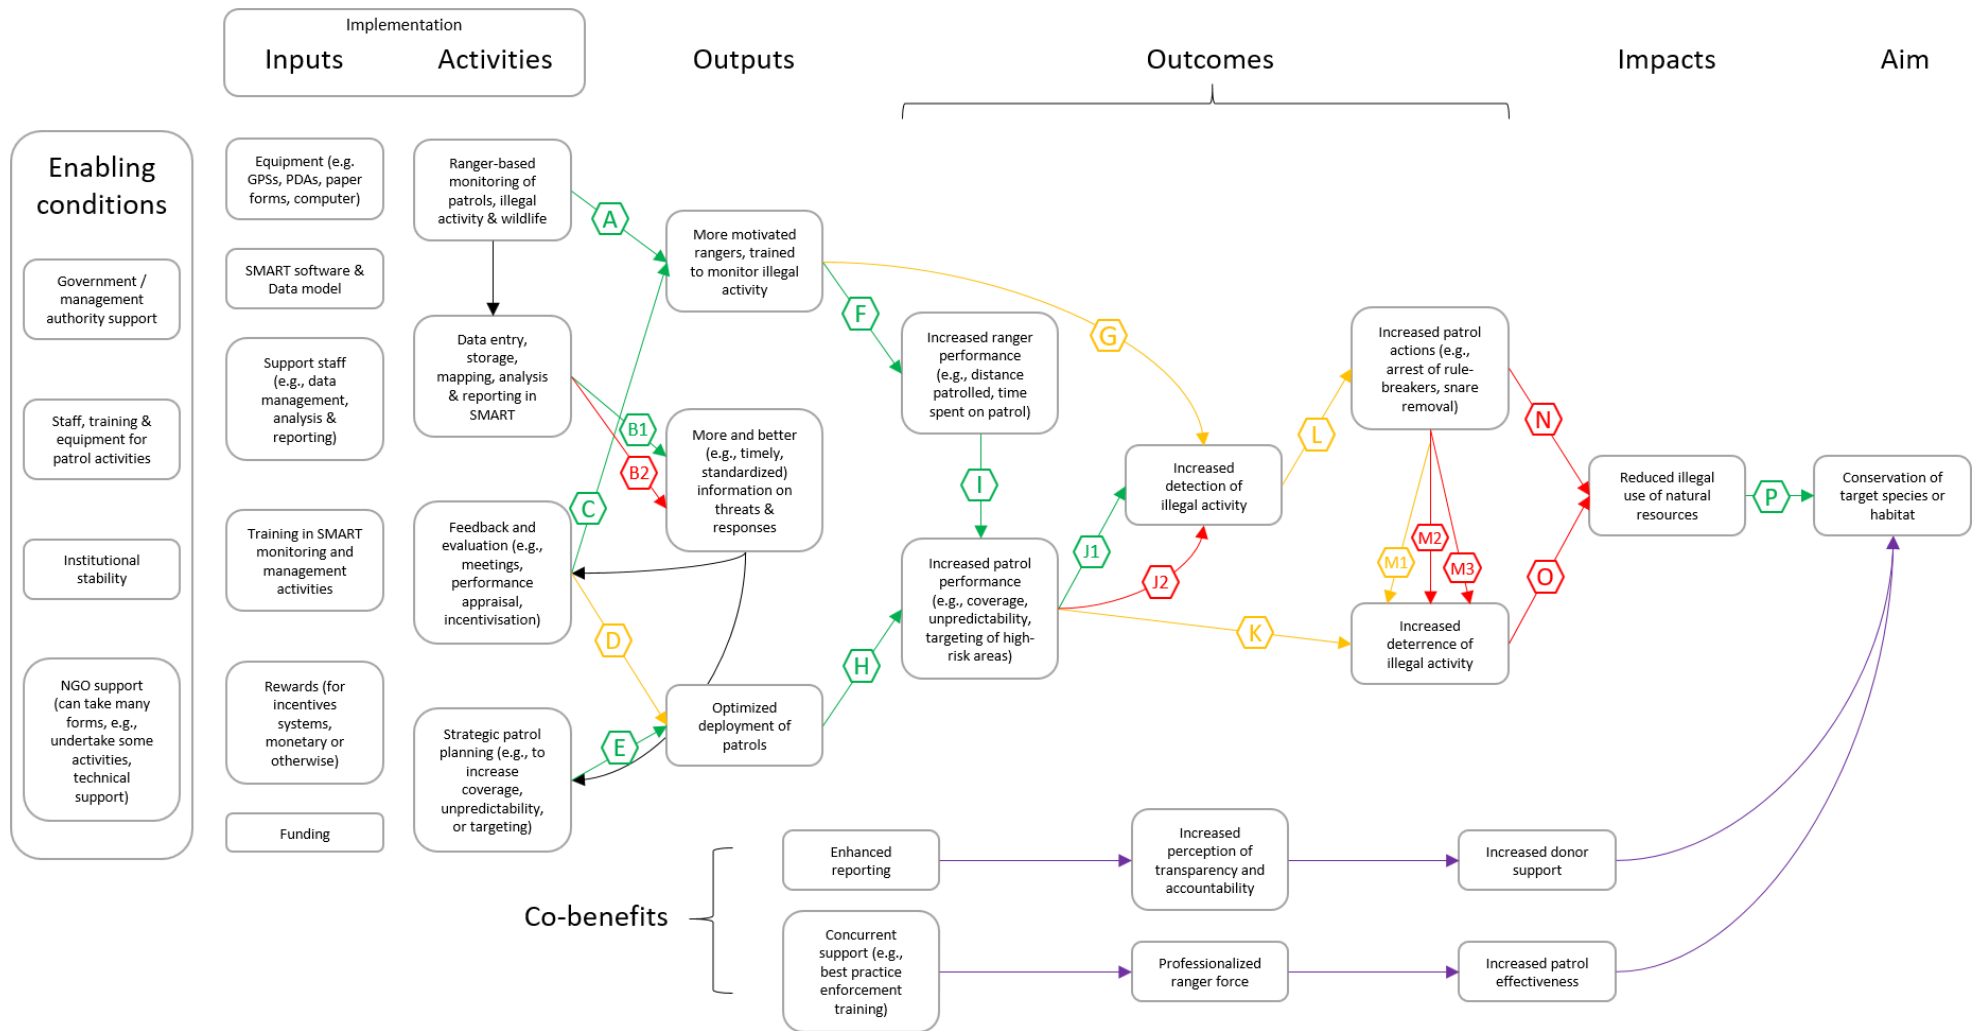 Implementation
Inputs
Activities
Outputs
Outcomes
Impacts
Aim
Enabling
conditions
Government /
management
authority support
Staff, training &
equipment for
patrol activities
Institutional
stability
NGO support
(can take many
forms, e.g.,
undertake some
activities,
technical
support)
Equipment (e.g.
GPSs, PDAs, paper
forms, computer)
SMART software &
Data model
Support staff
(e.g., data
management,
analysis &
reporting)
Training in SMART
monitoring and
management
activities
Rewards (for
incentives
systems,
monetary or
otherwise)
Funding
Ranger-based
monitoring of
patrols, illegal
activity & wildlife
Data entry,
storage,
mapping, analysis
& reporting in
SMART
Feedback and
evaluation (e.g.,
meetings,
performance
appraisal,
incentivisation)
Strategic patrol
planning (e.g., to
increase
coverage,
unpredictability,
or targeting)
A
B1
B2
C
D
E
More motivated
rangers, trained
to monitor illegal
activity
More and better
(e.g., timely,
standardized)
information on
threats &
responses
Optimized
deployment of
patrols
F
G
H
Increased ranger
performance
(e.g., distance
patrolled, time
spent on patrol)
I
Increased patrol
performance
(e.g., coverage,
unpredictability,
targeting of high-
risk areas)
J1
J2
K
Increased
detection of
illegal activity
L
Increased patrol
actions (e.g.,
arrest of rule-
breakers, snare
removal)
M1
M2
M3
Increased
deterrence of
illegal activity
N
O
Reduced illegal
use of natural
resources
P
Conservation of
target species or
habitat
Co-benefits
Enhanced
reporting
Increased
perception of
transparency and
accountability
Increased donor
support
Concurrent
support (e.g.,
best practice
enforcement
training)
Professionalized
ranger force
Increased patrol
effectiveness